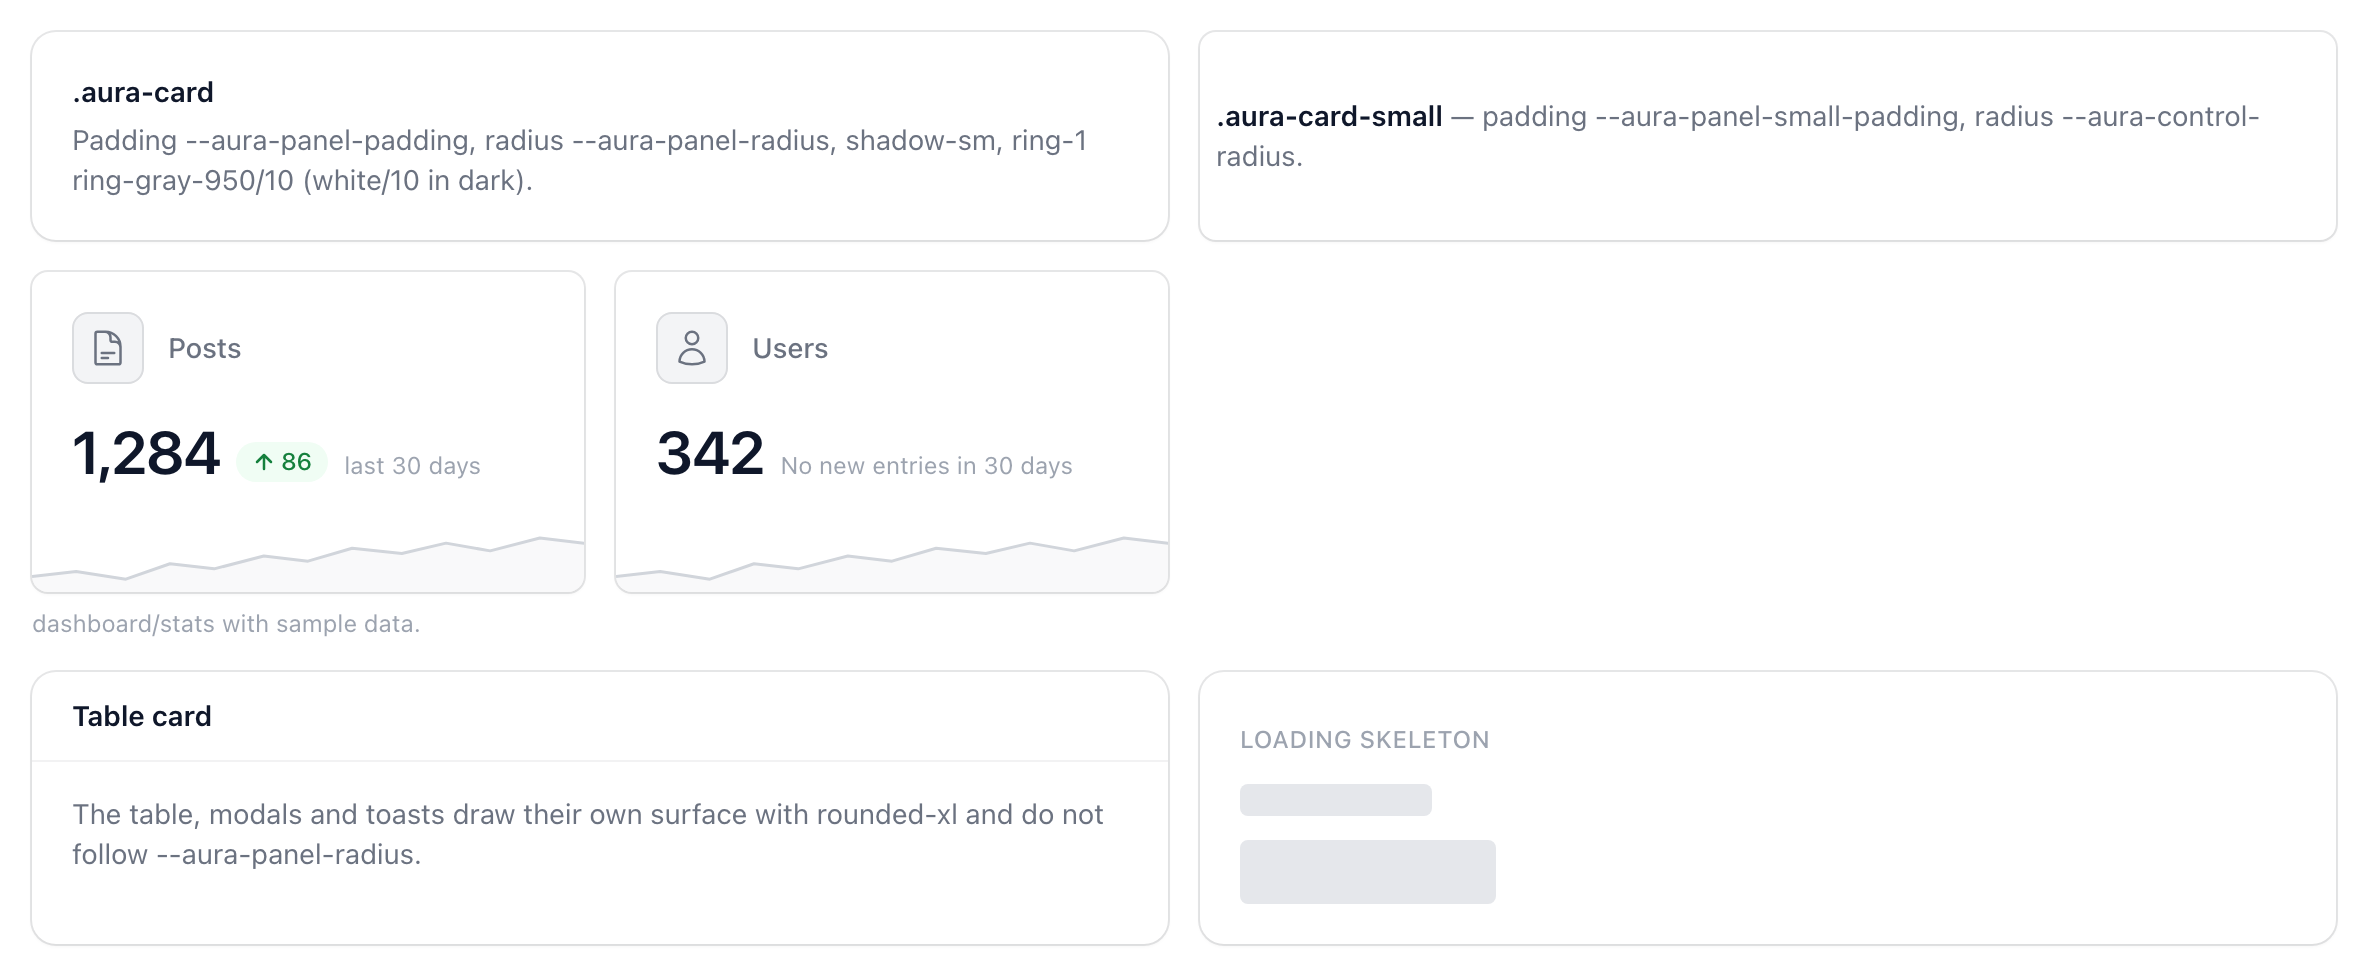 .aura-card
Padding --aura-panel-padding, radius --aura-panel-radius, shadow-sm, ring-1
ring-gray-950/10 (white/10 in dark).
.aura-card-small — padding --aura-panel-small-padding, radius --aura-control-
radius.
Posts
1,284 ↑ 86 last 30 days
Users
342 No new entries in 30 days
dashboard/stats with sample data.
Table card
The table, modals and toasts draw their own surface with rounded-xl and do not
follow --aura-panel-radius.
LOADING SKELETON